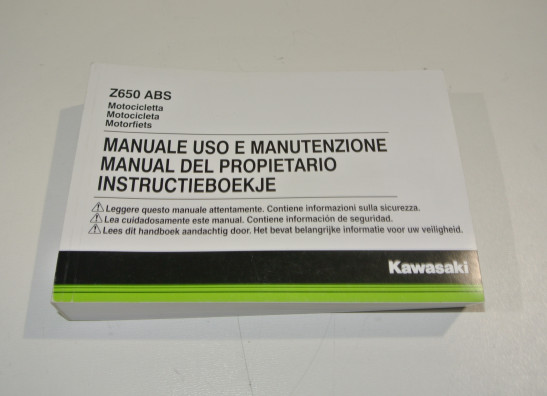 Z650 ABS
Motocicletta
Motocicleta
Motorfiets
MANUALE USO E MANUTENZIONE
MANUAL DEL PROPIETARIO
INSTRUCTIEBOEKJE
Leggere questo manuale attentamente. Contiene informazioni sulla sicurezza.
Lea cuidadosamente este manual. Contiene información de seguridad.
Lees dit handboek aandachtig door. Het bevat belangrijke informatie voor uw veiligheid.
Kawasaki